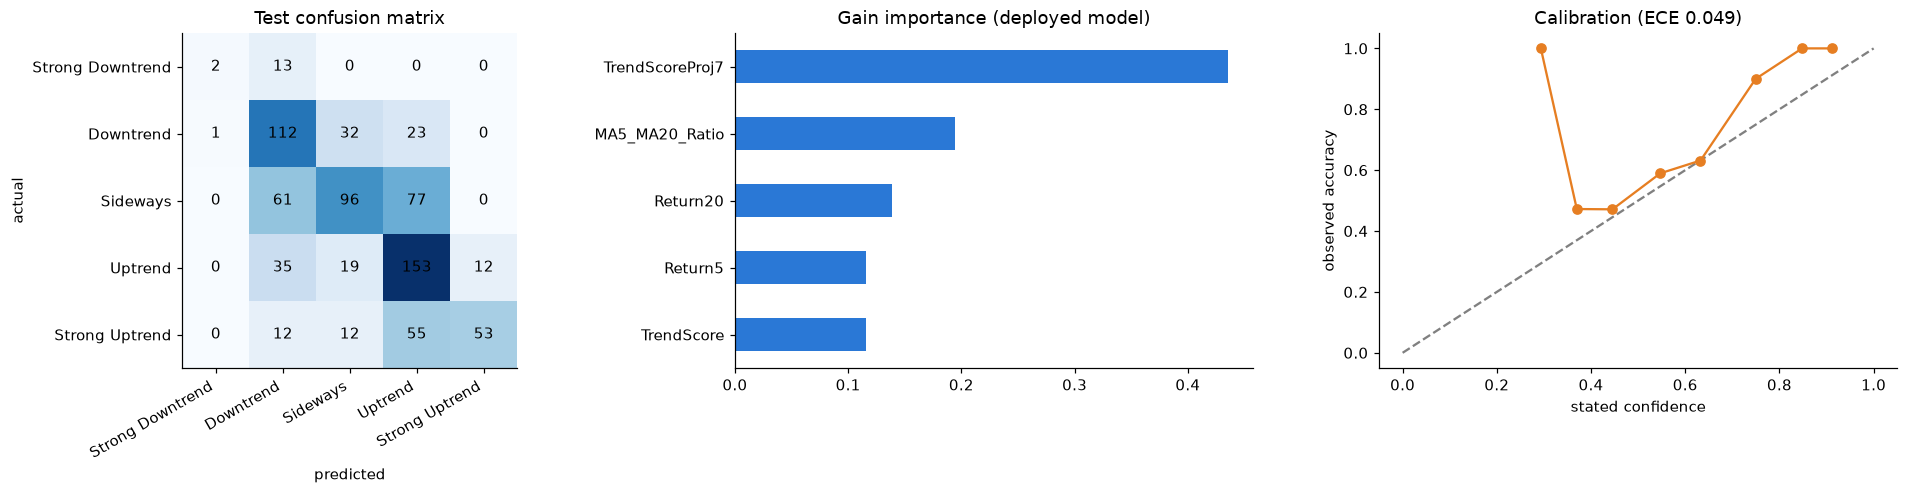 Test confusion matrix
Strong Downtrend 2 13 0 0 0
Downtrend 1 112 32 23 0
Sideways 0 61 96 77 0
Uptrend 0 35 19 153 12
Strong Uptrend 0 12 12 55 53
actual
Strong Downtrend
Downtrend
Sideways
Uptrend
Strong Uptrend
predicted
Gain importance (deployed model)
TrendScoreProj7
MA5_MA20_Ratio
Return20
Return5
TrendScore
0.0 0.1 0.2 0.3 0.4
Calibration (ECE 0.049)
1.0
0.8
0.6
0.4
0.2
0.0
observed accuracy
0.0 0.2 0.4 0.6 0.8 1.0
stated confidence